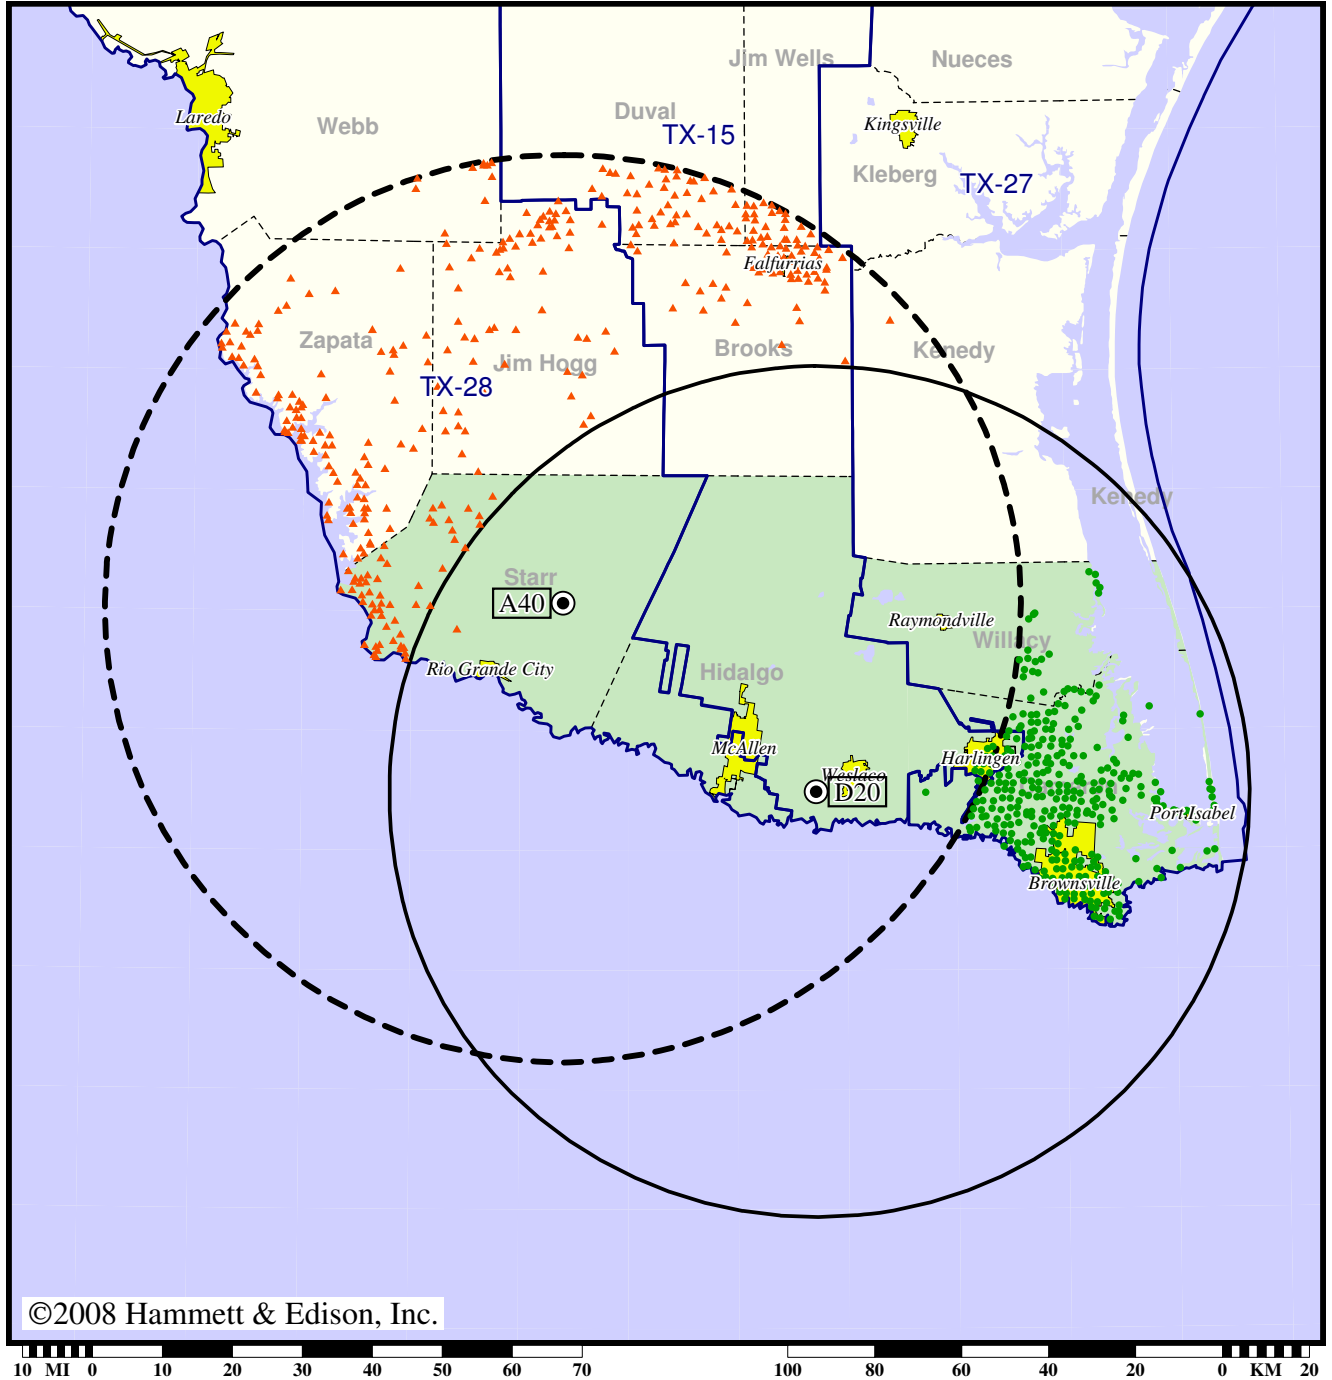 Jim Wells
Nueces
Duval
Laredo
Webb
TX-15
Kingsville
Kleberg
TX-27
Falfurrias
Zapata
Brooks
Kenedy
Jim Hogg
TX-28
Kenedy
Starr
A40
Raymondville
Willacy
Rio Grande City
Hidalgo
McAllen
Harlingen
Weslaco
D20
Port Isabel
Brownsville
©2008 Hammett & Edison, Inc.
10 MI 0 10 20 30 40 50 60 70 100 80 60 40 20 0 KM 20